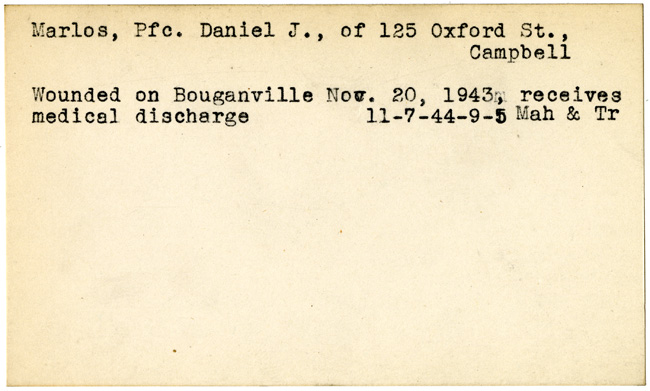 Marlos, Pfc. Daniel J., of 125 Oxford St.,
Campbell
Wounded on Bouganville Nov. 20, 1943, receives
medical discharge 11-7-44-9-5 Mah & Tr